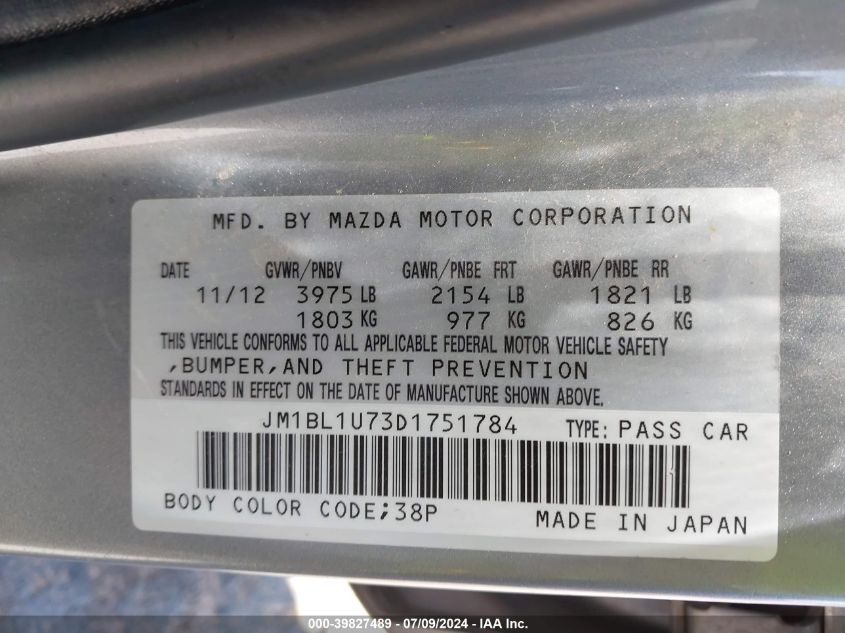 MFD. BY MAZDA MOTOR CORPORATION
DATE GVWR/PNBV GAWR/PNBE FRT GAWR/PNBE RR
11/12 3975 LB 2154 LB 1821 LB
1803 KG 977 KG 826 KG
THIS VEHICLE CONFORMS TO ALL APPLICABLE FEDERAL MOTOR VEHICLE SAFETY
,BUMPER,AND THEFT PREVENTION
STANDARDS IN EFFECT ON THE DATE OF MANUFACTURE SHOWN ABOVE.
JM1BL1U73D1751784 TYPE: PASS CAR
BODY COLOR CODE;38P
MADE IN JAPAN
000-39827489 - 07/09/2024 - IAA Inc.